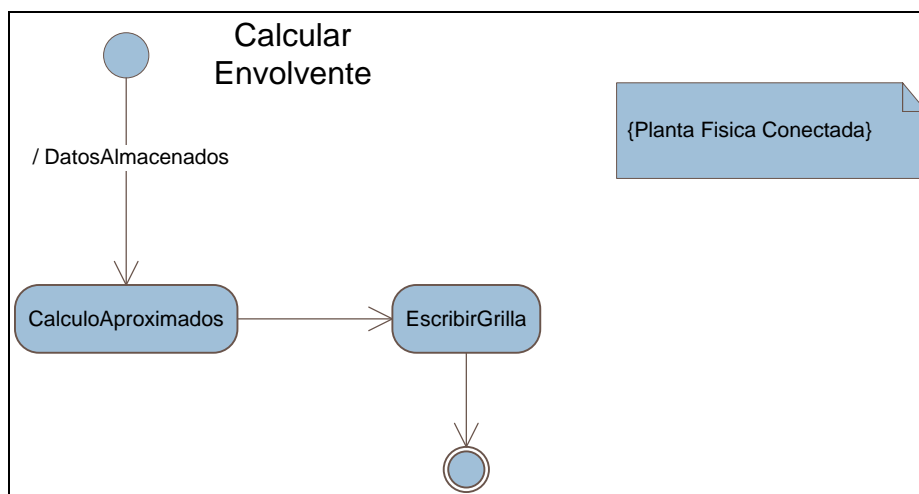 Calcular
Envolvente
{Planta Fisica Conectada}
/ DatosAlmacenados
CalculoAproximados
EscribirGrilla